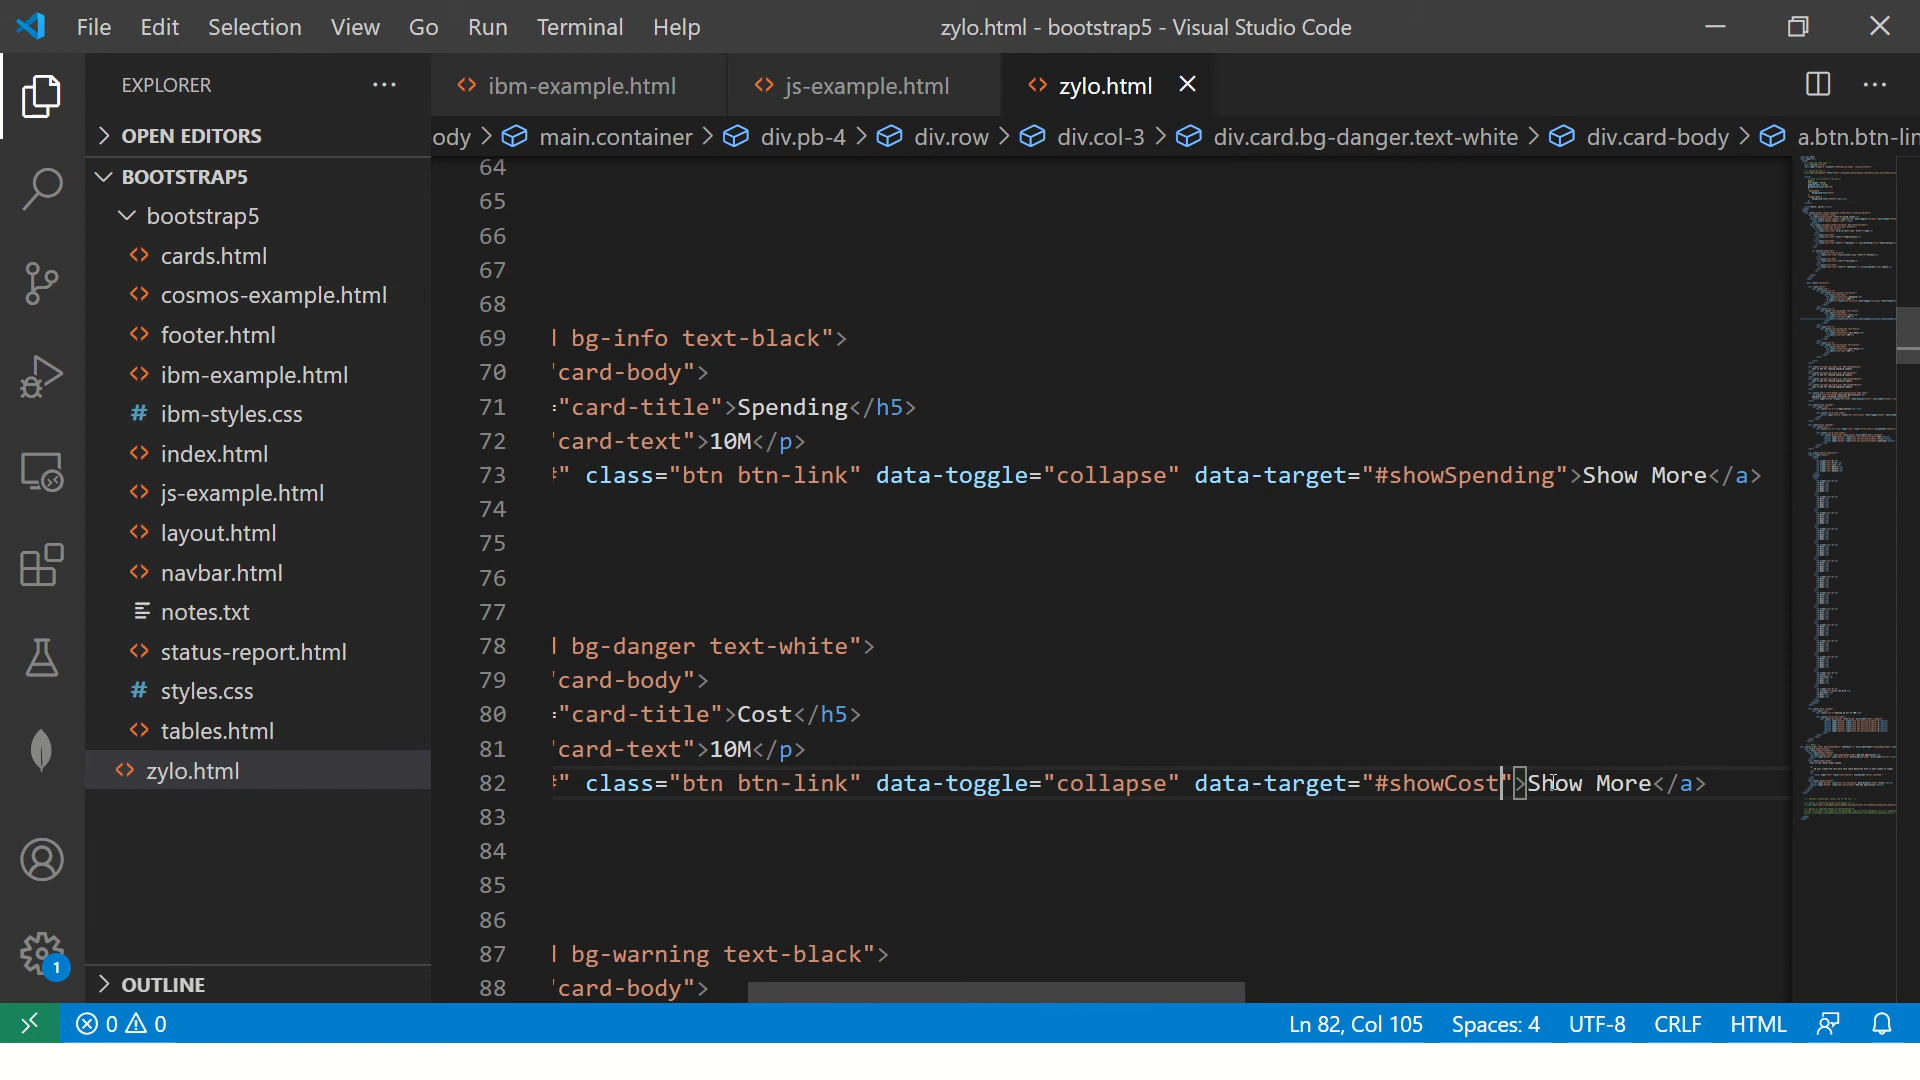 File Edit Selection View Go Run Terminal Help
zylo.html - bootstrap5 - Visual Studio Code
EXPLORER
OPEN EDITORS
BOOTSTRAP5
bootstrap5
cards.html
cosmos-example.html
footer.html
ibm-example.html
ibm-styles.css
index.html
js-example.html
layout.html
navbar.html
notes.txt
status-report.html
styles.css
tables.html
zylo.html
OUTLINE
ibm-example.html js-example.html zylo.html
ody > main.container > div.pb-4 > div.row > div.col-3 > div.card.bg-danger.text-white > div.card-body > a.btn.btn-lin
64
65
66
67
68
69 l bg-info text-black">
70 "card-body">
71 ="card-title">Spending</h5>
72 "card-text">10M</p>
73 #" class="btn btn-link" data-toggle="collapse" data-target="#showSpending">Show More</a>
74
75
76
77
78 l bg-danger text-white">
79 "card-body">
80 ="card-title">Cost</h5>
81 "card-text">10M</p>
82 #" class="btn btn-link" data-toggle="collapse" data-target="#showCost">Show More</a>
83
84
85
86
87 l bg-warning text-black">
88 "card-body">
1
0 0
Ln 82, Col 105 Spaces: 4 UTF-8 CRLF HTML